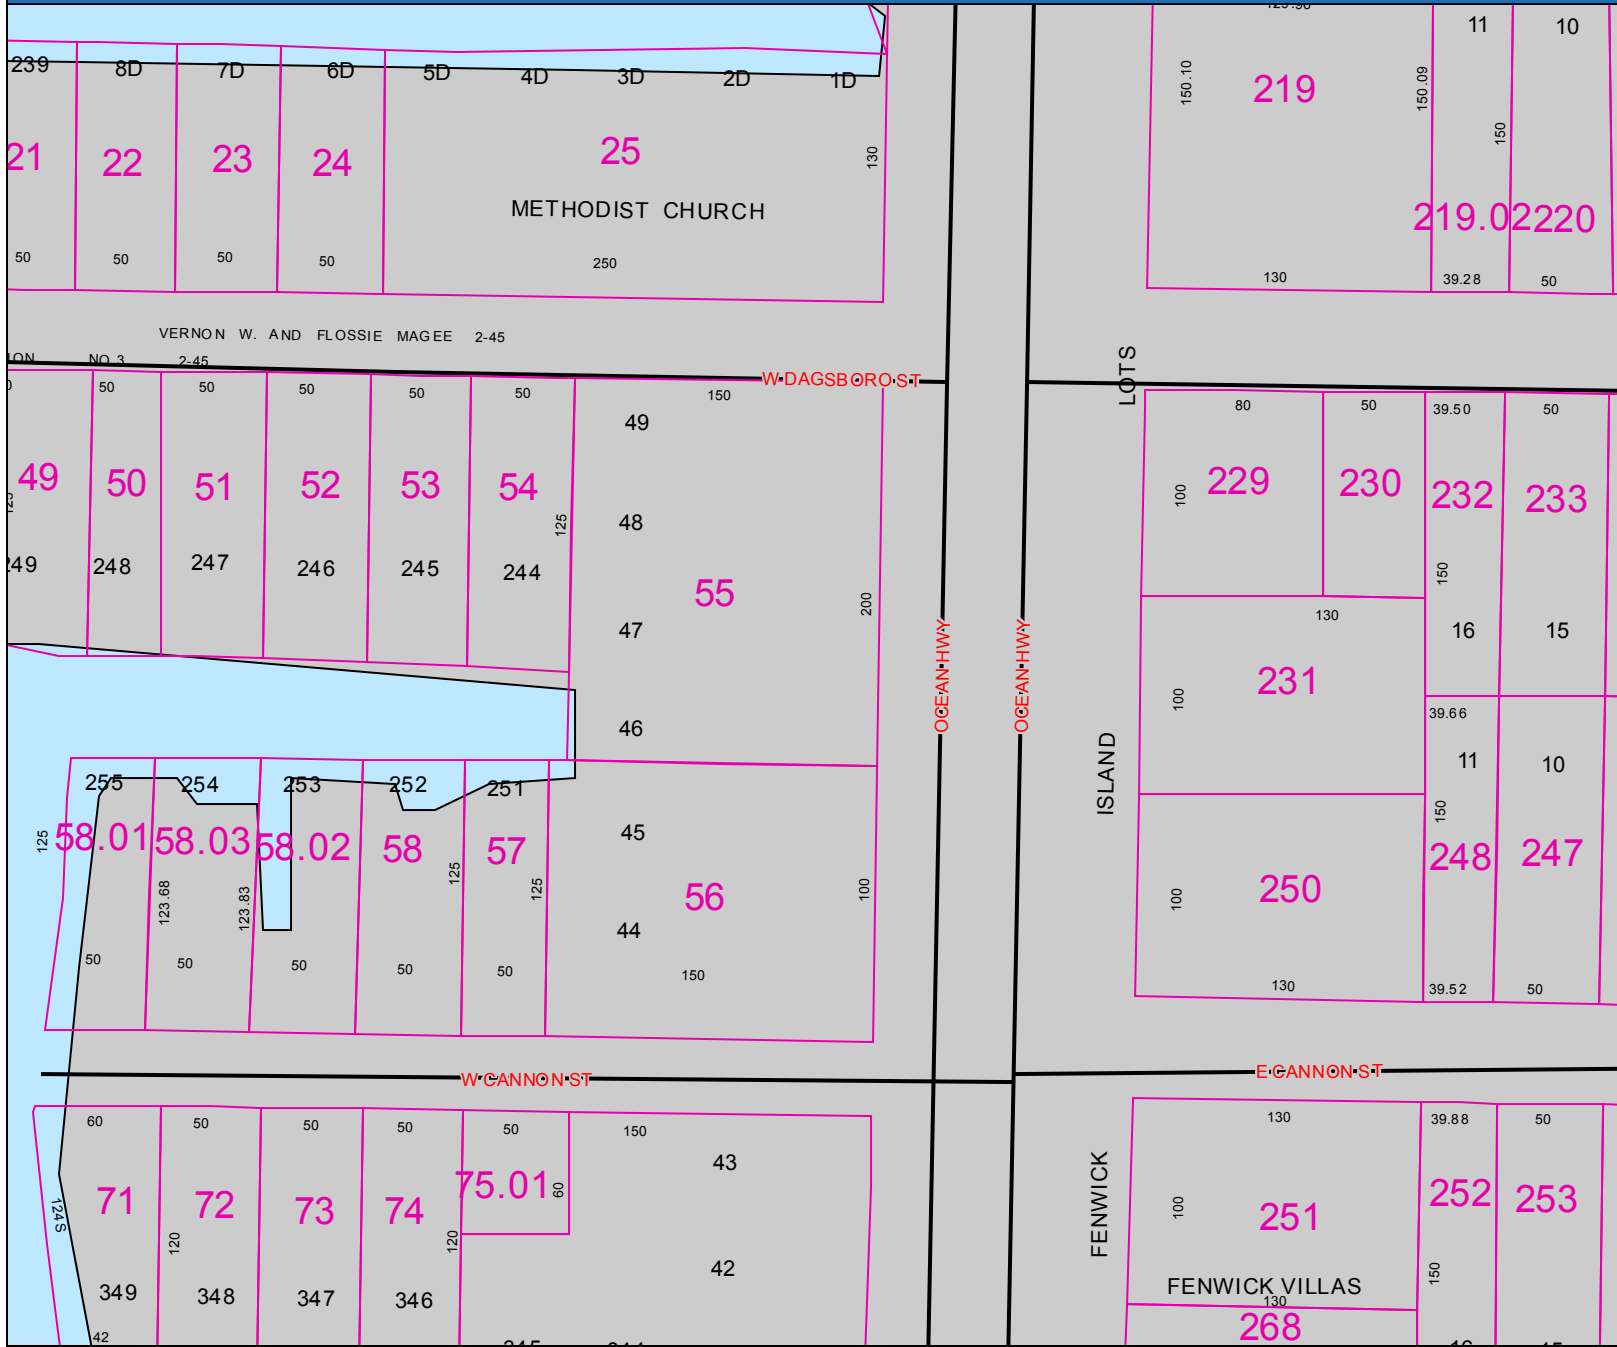 11 10
239 8D 7D 6D 5D 4D 3D 2D 1D
150.10 219 150.09 150
21 22 23 24 25 130
METHODIST CHURCH
219.02 220
50 50 50 50 250
130 39.28 50
VERNON W. AND FLOSSIE MAGEE 2-45
NO.3 2-45
LOTS
W DAGSBORO ST
50 50 50 50 50 150
80 50 39.50 50
49
49 50 51 52 53 54
100 229 230 232 233
48 125
248 247 246 245 244
150
55 200
47
130
16 15
OCEAN HWY OCEAN HWY
231
100
46
39.66
ISLAND
11 10
255 254 253 252 251
125 58.01 58.03 58.02 58 57
45
150
123.68 123.83 125 125
56 100
100 250 248 247
44
50 50 50 50 50 150
130 39.52 50
W CANNON ST
E CANNON ST
60 50 50 50 50 150
130 39.88 50
43
FENWICK
71 72 73 74 75.01 60
124 S 120 120
100 251 252 253
42
349 348 347 346
FENWICK VILLAS
150
130
268
42